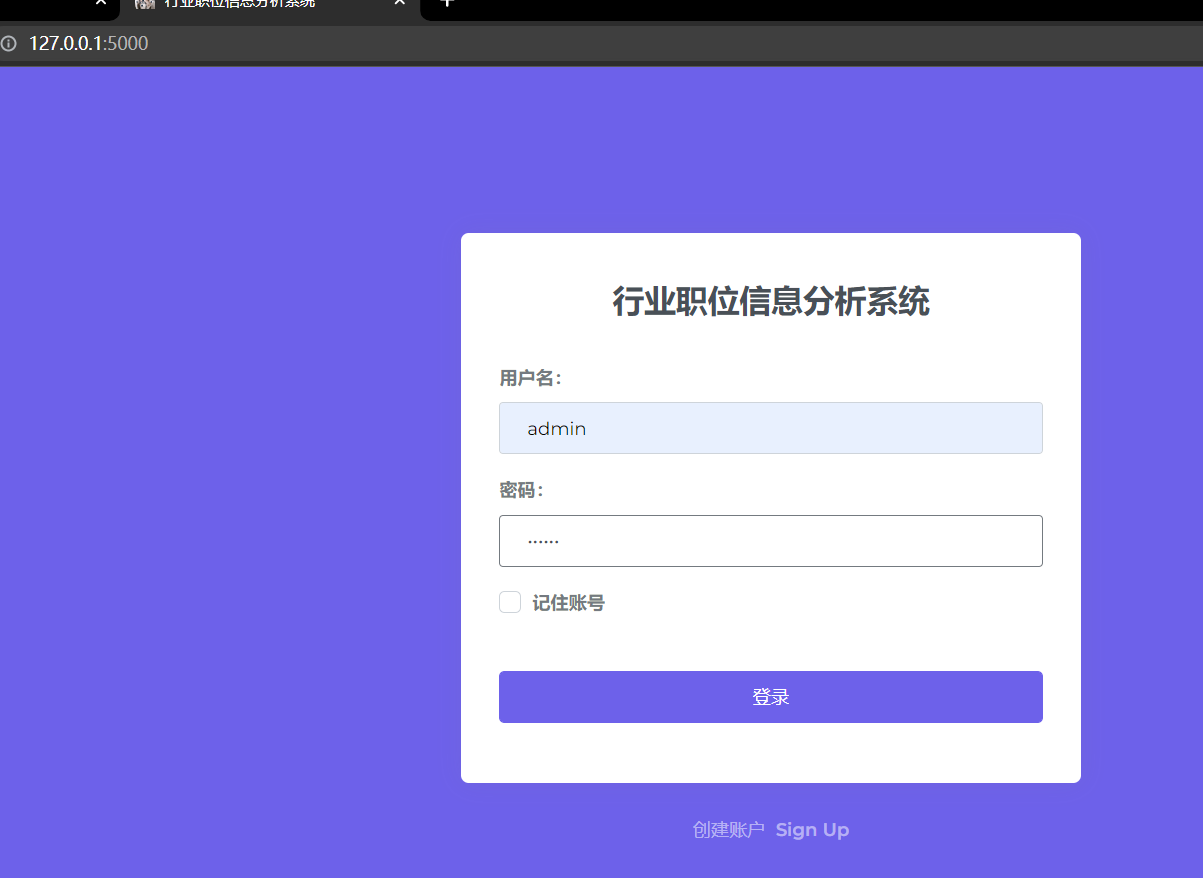 行业职位信息分析系统
127.0.0.1:5000
行业职位信息分析系统
用户名：
admin
密码：
······
记住账号
登录
创建账户 Sign Up